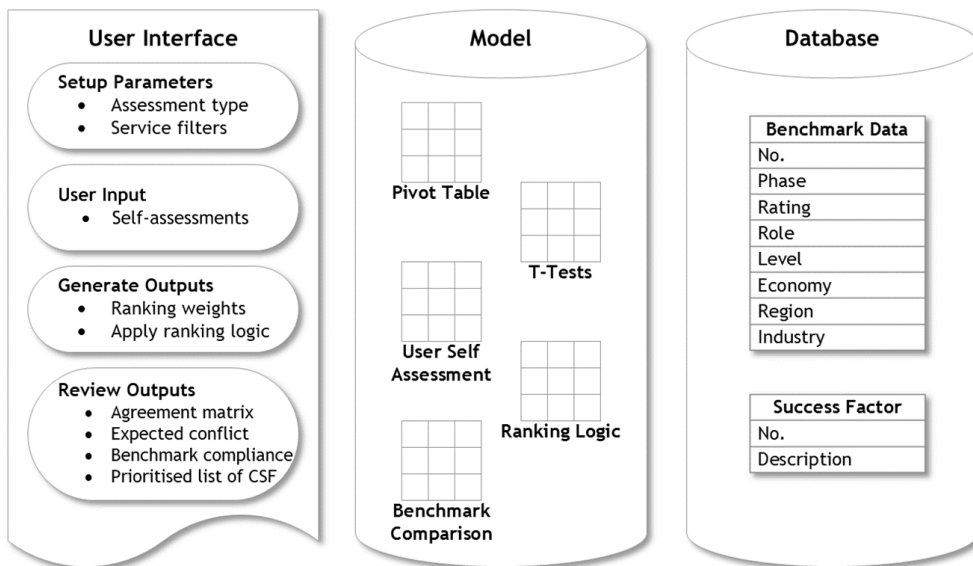 User Interface
Setup Parameters
• Assessment type
• Service filters
User Input
• Self-assessments
Generate Outputs
• Ranking weights
• Apply ranking logic
Review Outputs
• Agreement matrix
• Expected conflict
• Benchmark compliance
• Prioritised list of CSF
Model
Pivot Table
T-Tests
User Self
Assessment
Ranking Logic
Benchmark
Comparison
Database
Benchmark Data
No.
Phase
Rating
Role
Level
Economy
Region
Industry
Success Factor
No.
Description